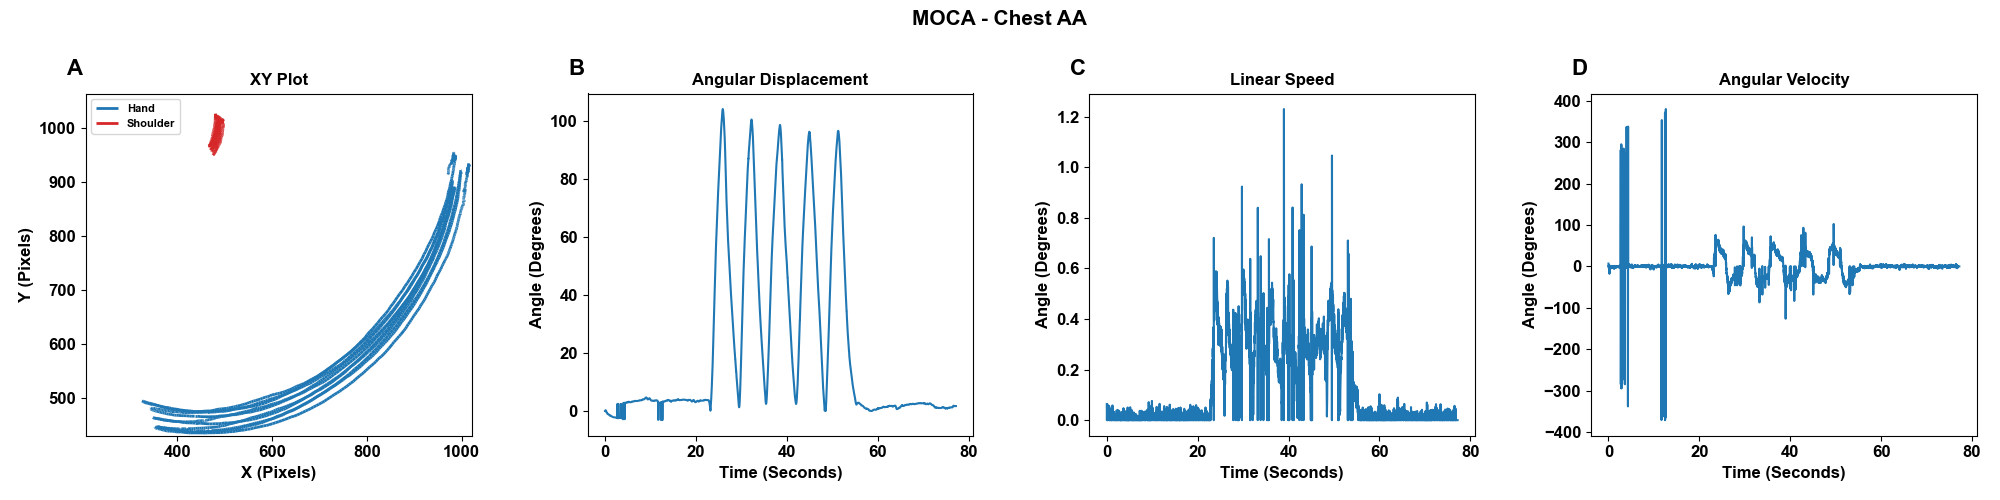 MOCA - Chest AA
A
XY Plot
Hand
Shoulder
1000
900
800
700
600
500
400
600
800
1000
Y (Pixels)
X (Pixels)
B
Angular Displacement
100
80
60
40
20
0
0
20
40
60
80
Angle (Degrees)
Time (Seconds)
C
Linear Speed
1.2
1.0
0.8
0.6
0.4
0.2
0.0
0
20
40
60
80
Angle (Degrees)
Time (Seconds)
D
Angular Velocity
400
300
200
100
0
−100
−200
−300
−400
0
20
40
60
80
Angle (Degrees)
Time (Seconds)